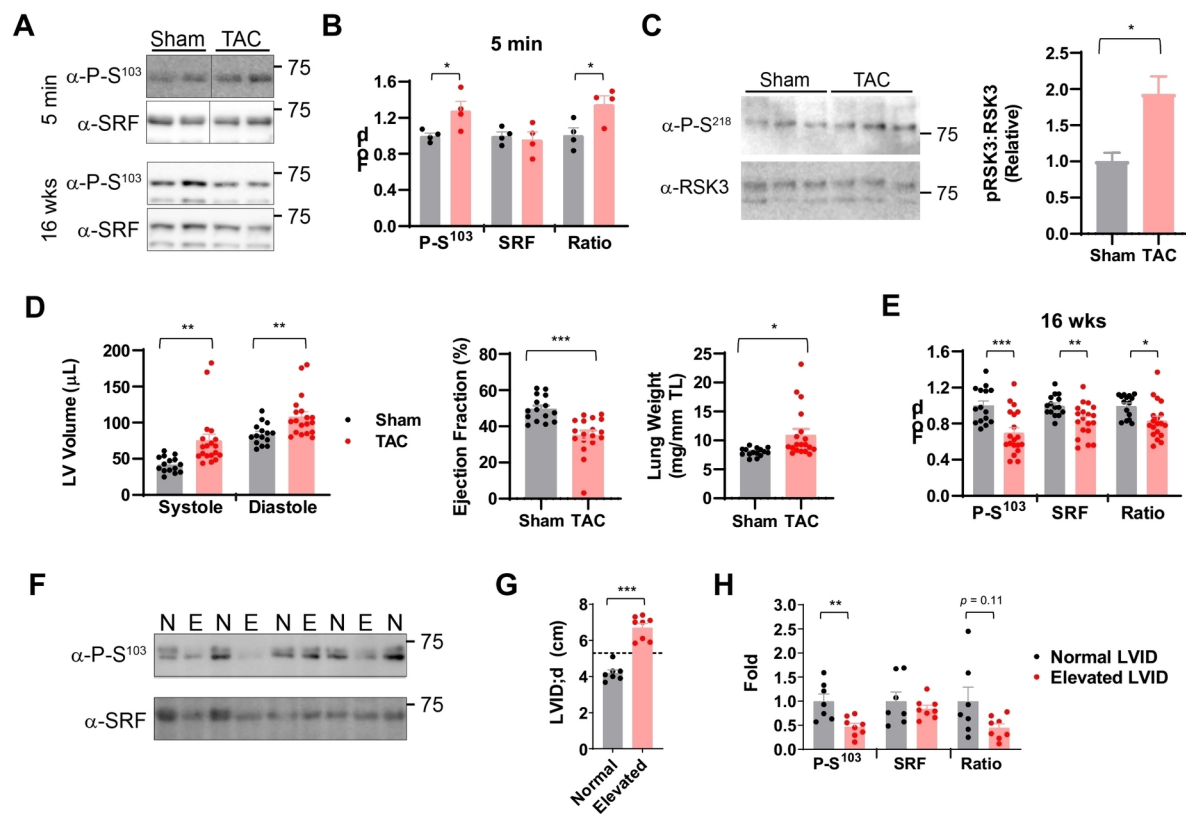 A
Sham TAC
5 min
α-P-S103
75
α-SRF
75
16 wks
α-P-S103
75
α-SRF
75
B
5 min
* *
1.6
1.2
0.8
0.4
0.0
P-S103 SRF Ratio
C
Sham TAC
α-P-S218
75
α-RSK3
75
*
pRSK3:RSK3
(Relative)
2.5
2.0
1.5
1.0
0.5
0.0
Sham TAC
D
** **
LV Volume (μL)
200
150
100
50
0
Systole Diastole
Sham
TAC
***
Ejection Fraction (%)
80
60
40
20
0
Sham TAC
*
Lung Weight
(mg/mm TL)
25
20
15
10
5
0
Sham TAC
E
16 wks
*** ** *
1.6
1.2
0.8
0.4
0.0
P-S103 SRF Ratio
F
N E N E N E N E N
α-P-S103
75
α-SRF
75
G
***
LVID;d (cm)
8
6
4
2
0
Normal
Elevated
H
** p = 0.11
Fold
3.0
2.5
2.0
1.5
1.0
0.5
0.0
P-S103 SRF Ratio
Normal LVID
Elevated LVID